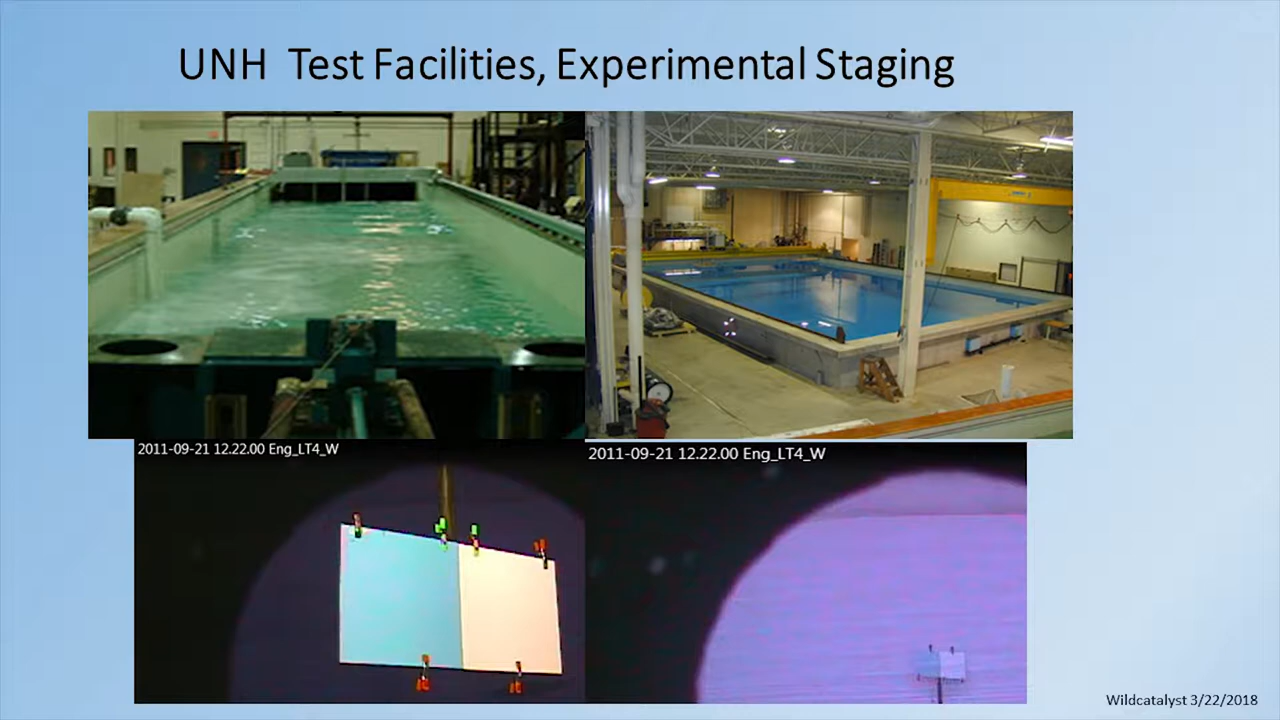 UNH Test Facilities, Experimental Staging
2011-09-21 12.22.00 Eng_LT4_W
2011-09-21 12.22.00 Eng_LT4_W
Wildcatalyst 3/22/2018